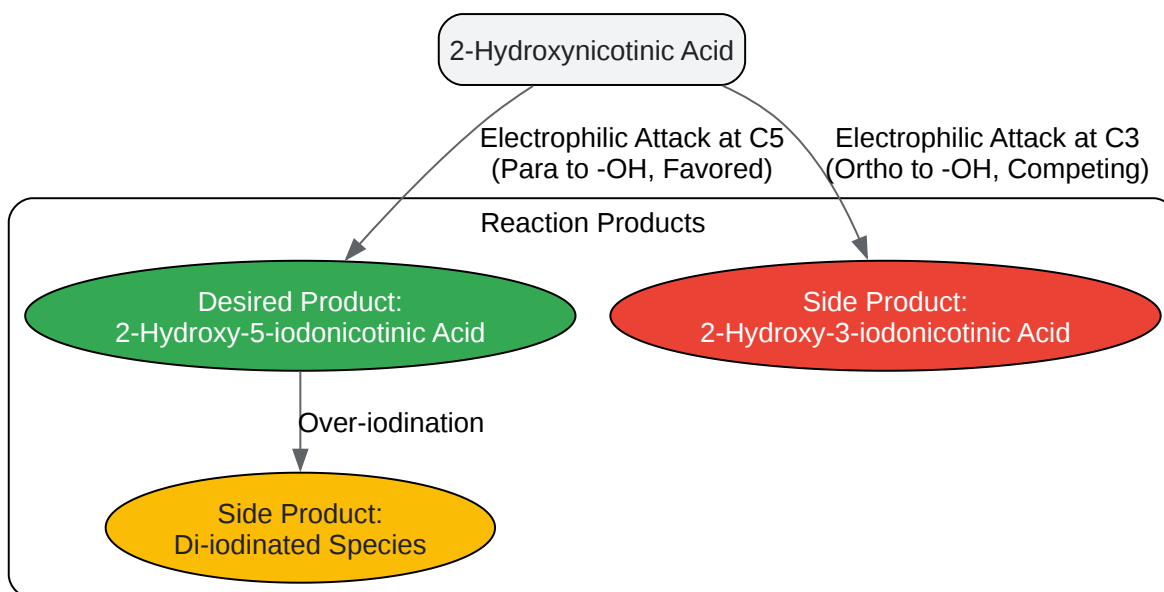 2-Hydroxynicotinic Acid
Electrophilic Attack at C5
(Para to -OH, Favored)
Electrophilic Attack at C3
(Ortho to -OH, Competing)
Reaction Products
Desired Product:
2-Hydroxy-5-iodonicotinic Acid
Side Product:
2-Hydroxy-3-iodonicotinic Acid
Over-iodination
Side Product:
Di-iodinated Species